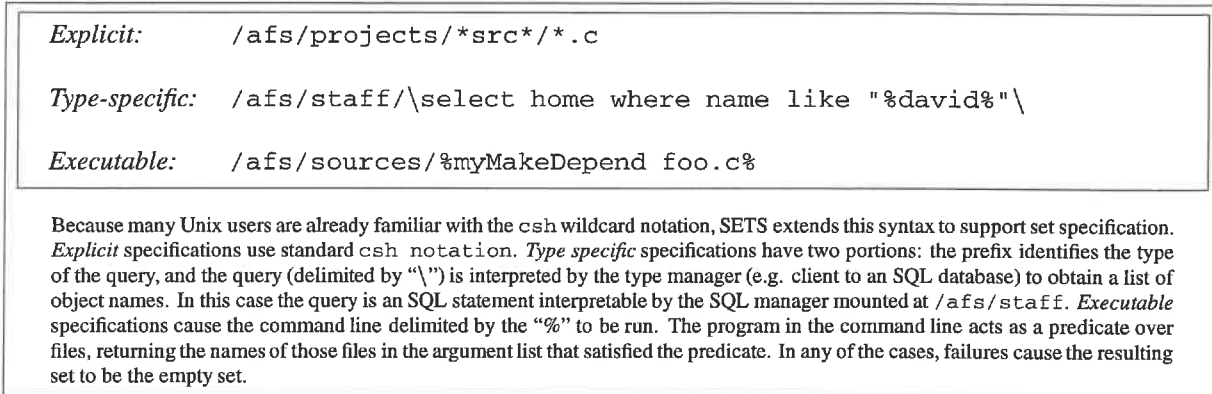 Explicit: /afs/projects/*src*/*.c
Type-specific: /afs/staff/\select home where name like "%david%"\
Executable: /afs/sources/%myMakeDepend foo.c%
Because many Unix users are already familiar with the csh wildcard notation, SETS extends this syntax to support set specification.
Explicit specifications use standard csh notation. Type specific specifications have two portions: the prefix identifies the type
of the query, and the query (delimited by “\”) is interpreted by the type manager (e.g. client to an SQL database) to obtain a list of
object names. In this case the query is an SQL statement interpretable by the SQL manager mounted at /afs/staff. Executable
specifications cause the command line delimited by the “%” to be run. The program in the command line acts as a predicate over
files, returning the names of those files in the argument list that satisfied the predicate. In any of the cases, failures cause the resulting
set to be the empty set.